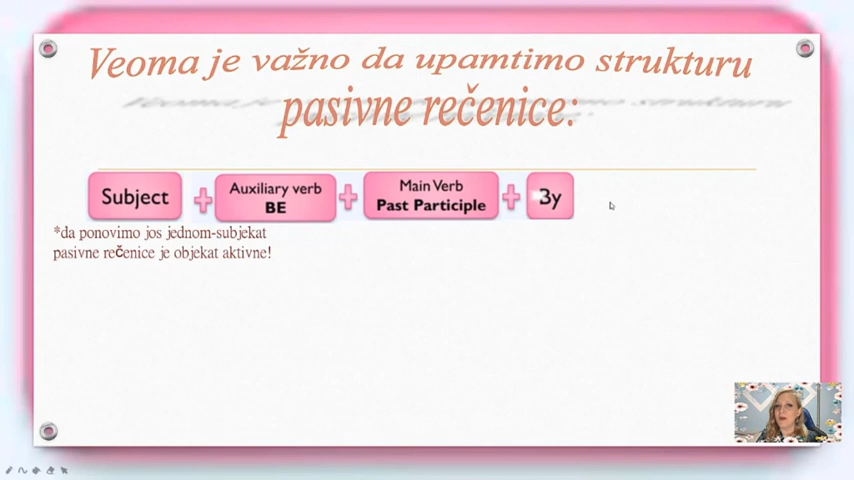 Veoma je važno da upamtimo strukturu
pasivne rečenice:
Subject + Auxiliary verb BE + Main Verb Past Participle + Зу
*da ponovimo jos jednom-subjekat
pasivne rečenice je objekat aktivne!